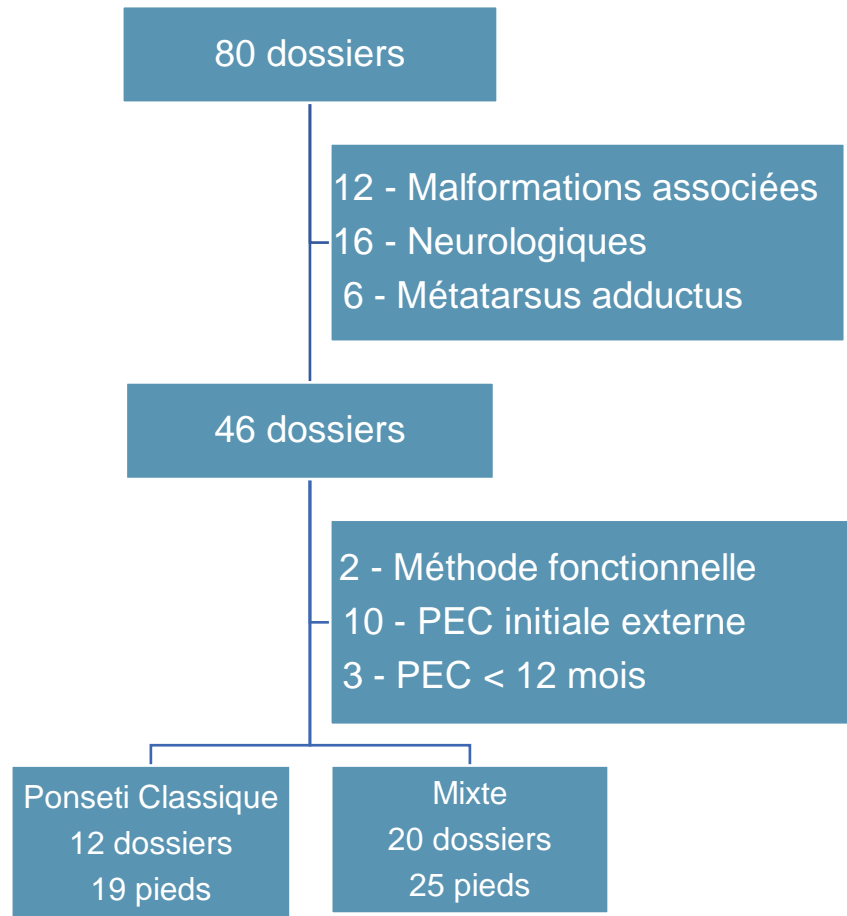 80 dossiers
12 - Malformations associées
16 - Neurologiques
6 - Métatarsus adductus
46 dossiers
2 - Méthode fonctionnelle
10 - PEC initiale externe
3 - PEC < 12 mois
Ponseti Classique
12 dossiers
19 pieds
Mixte
20 dossiers
25 pieds